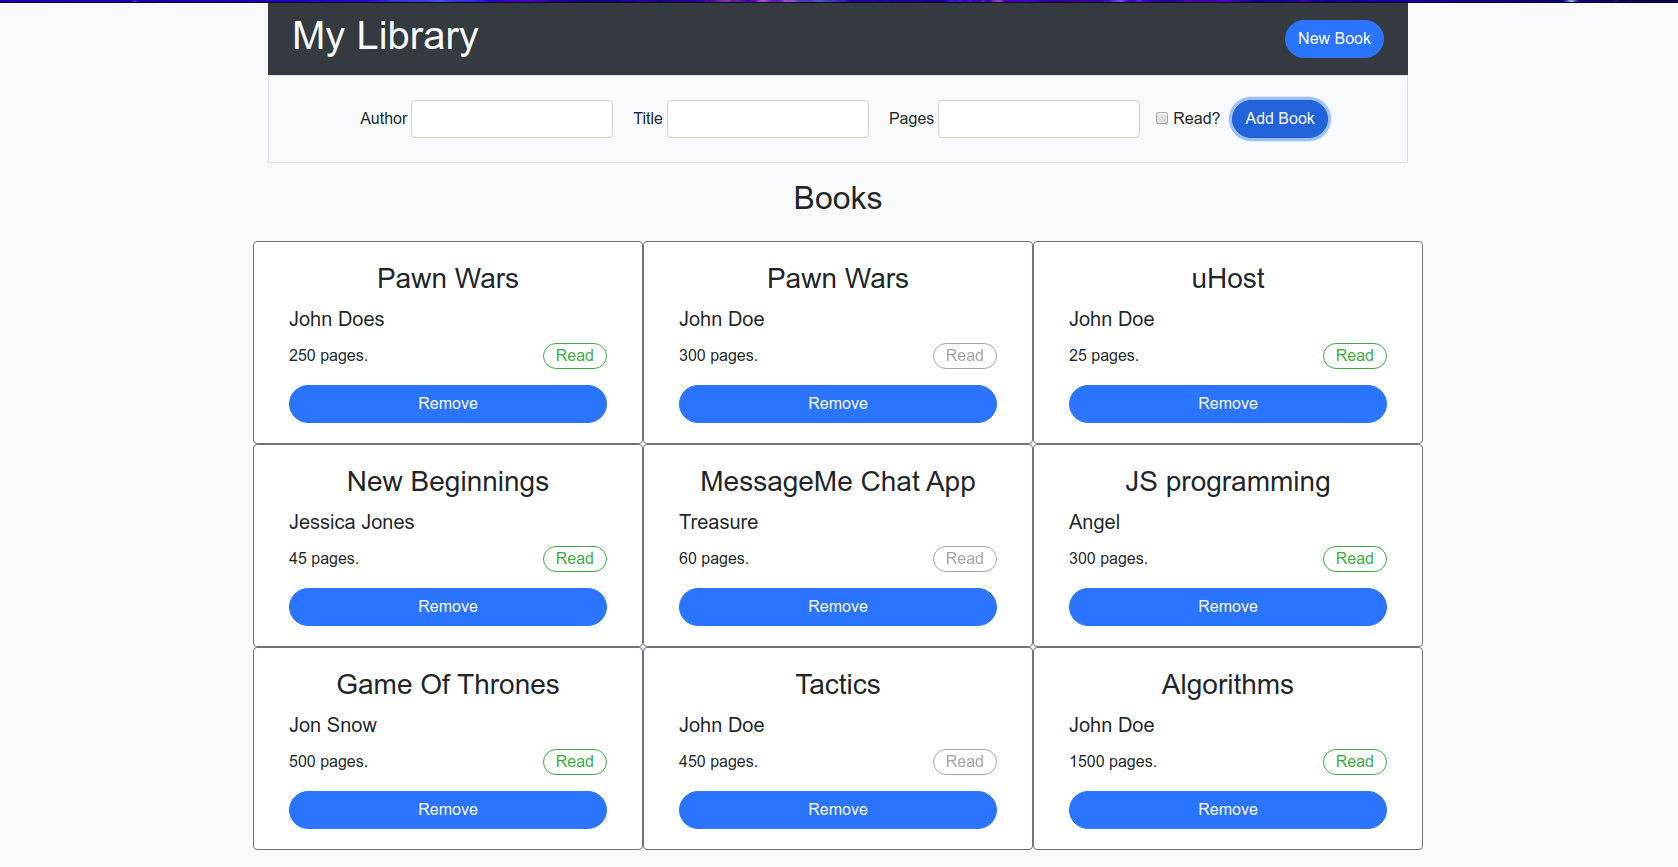 My Library
New Book
Author Title Pages Read? Add Book
Books
Pawn Wars
John Does
250 pages. Read
Remove
Pawn Wars
John Doe
300 pages. Read
Remove
uHost
John Doe
25 pages. Read
Remove
New Beginnings
Jessica Jones
45 pages. Read
Remove
MessageMe Chat App
Treasure
60 pages. Read
Remove
JS programming
Angel
300 pages. Read
Remove
Game Of Thrones
Jon Snow
500 pages. Read
Remove
Tactics
John Doe
450 pages. Read
Remove
Algorithms
John Doe
1500 pages. Read
Remove